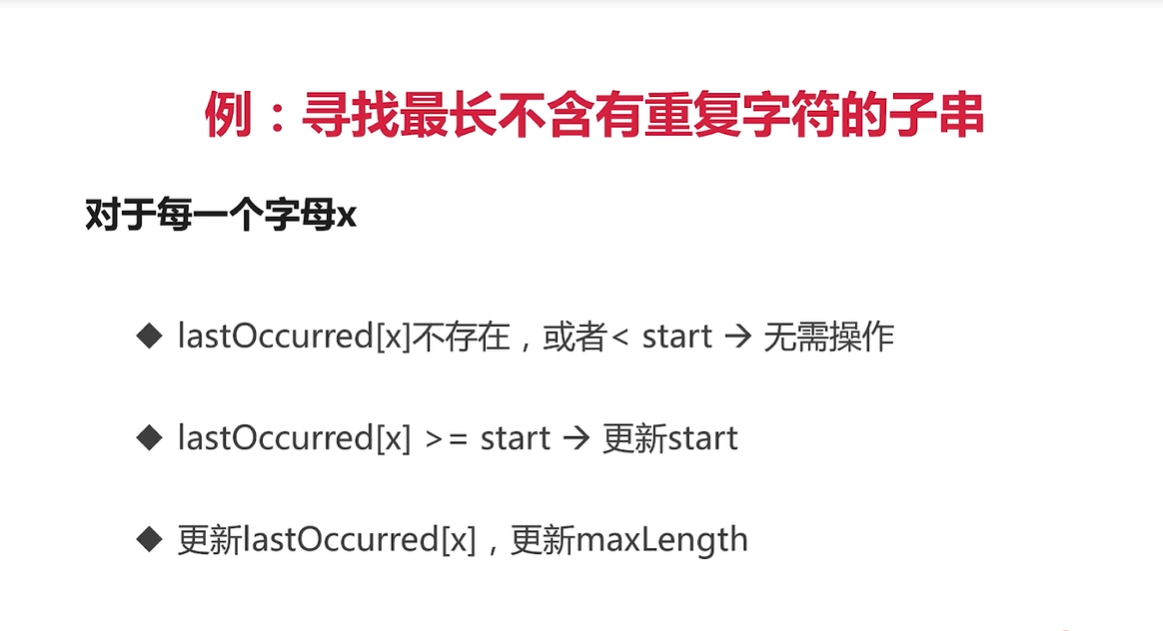 例：寻找最长不含有重复字符的子串
对于每一个字母x
◆ lastOccurred[x]不存在，或者< start → 无需操作
◆ lastOccurred[x] >= start → 更新start
◆ 更新lastOccurred[x]，更新maxLength